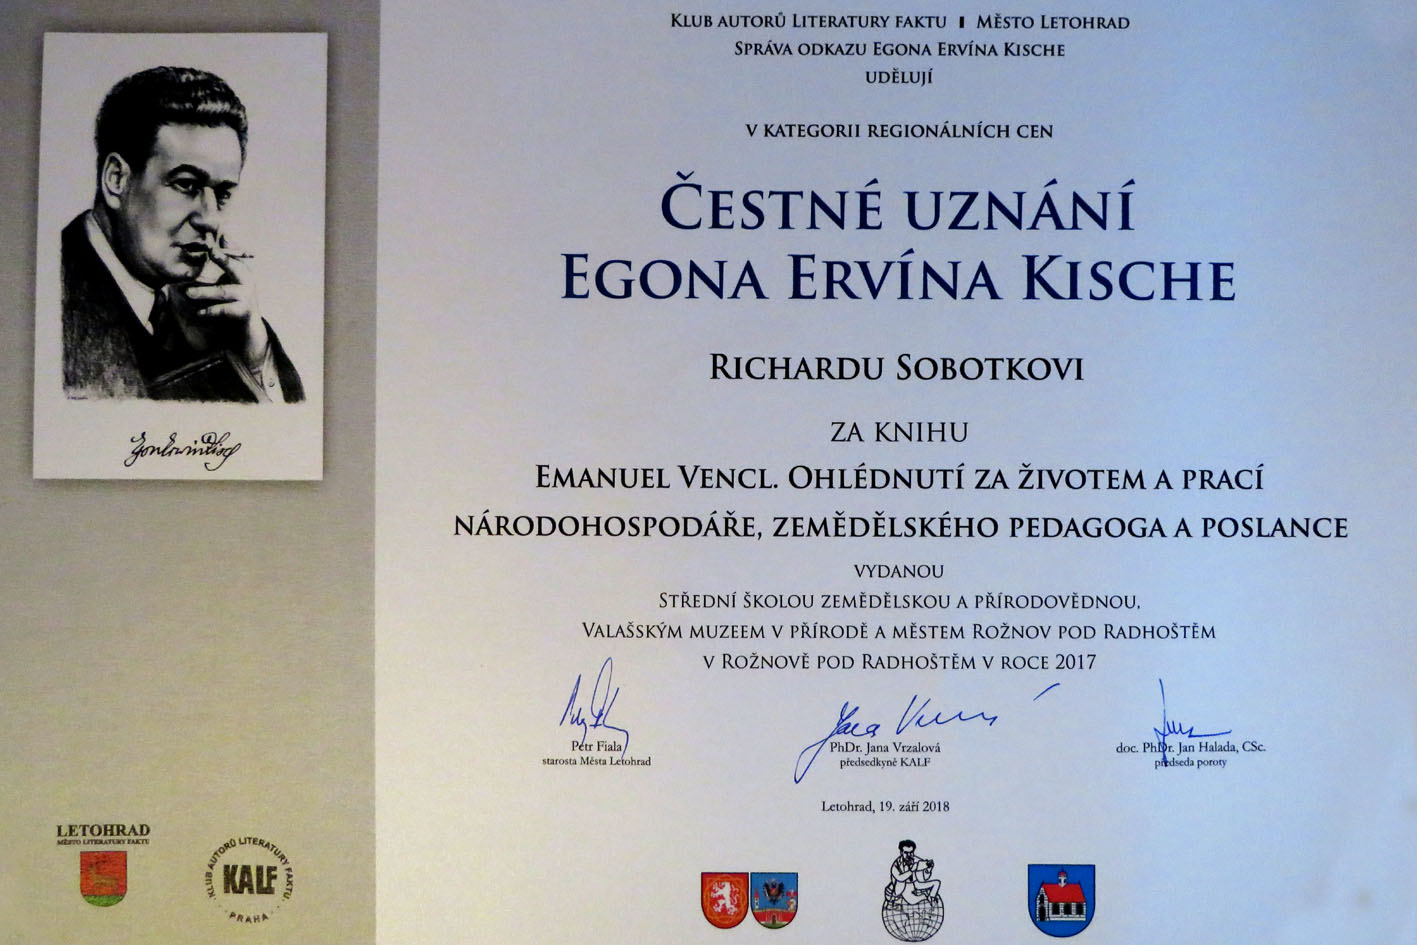 KLUB AUTORŮ LITERATURY FAKTU | MĚSTO LETOHRAD
SPRÁVA ODKAZU EGONA ERVÍNA KISCHE
UDĚLUJÍ
V KATEGORII REGIONÁLNÍCH CEN
ČESTNÉ UZNÁNÍ
EGONA ERVÍNA KISCHE
RICHARDU SOBOTKOVI
ZA KNIHU
EMANUEL VENCL. OHLÉDNUTÍ ZA ŽIVOTEM A PRACÍ
NÁRODOHOSPODÁŘE, ZEMĚDĚLSKÉHO PEDAGOGA A POSLANCE
VYDANOU
STŘEDNÍ ŠKOLOU ZEMĚDĚLSKOU A PŘÍRODOVĚDNOU,
VALAŠSKÝM MUZEEM V PŘÍRODĚ A MĚSTEM ROŽNOV POD RADHOŠTĚM
V ROŽNOVĚ POD RADHOŠTĚM V ROCE 2017
Petr Fiala
starosta Města Letohrad
PhDr. Jana Vrzalová
předsedkyně KALF
doc. PhDr. Jan Halada, CSc.
předseda poroty
Letohrad, 19. září 2018
LETOHRAD
MĚSTO LITERATURY FAKTU
KLUB AUTORŮ LITERATURY FAKTU
KALF
PRAHA